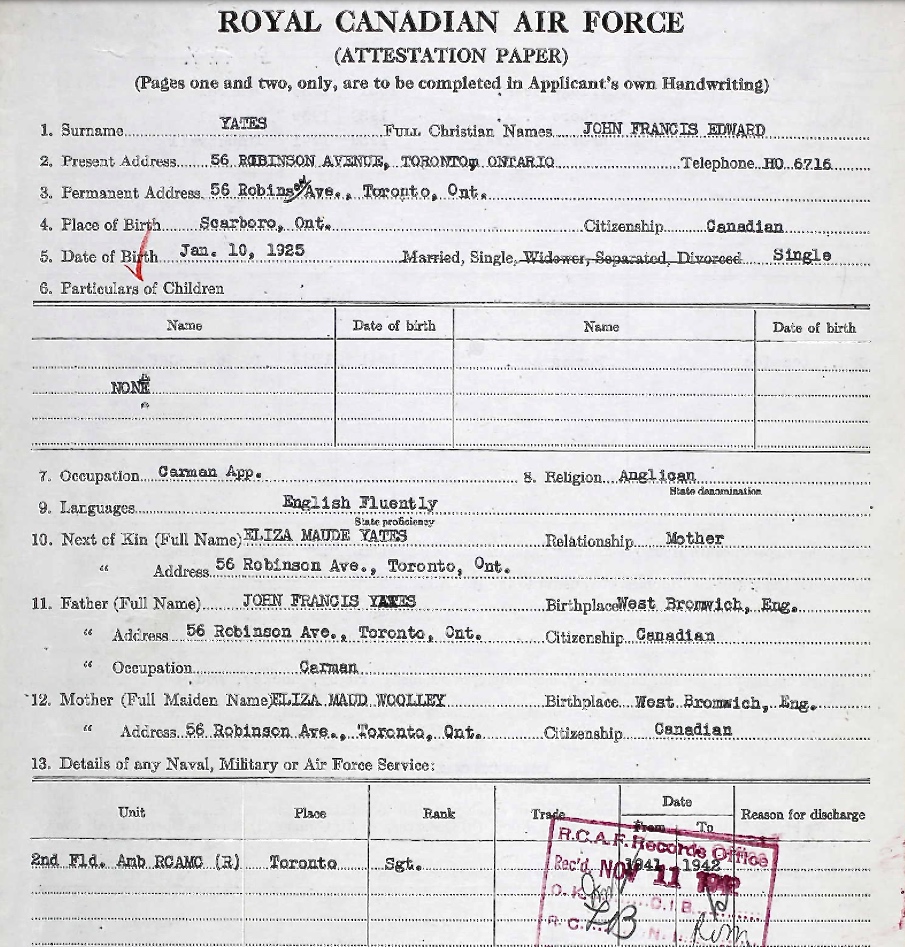 ROYAL CANADIAN AIR FORCE
(ATTESTATION PAPER)
(Pages one and two, only, are to be completed in Applicant's own Handwriting)
1. Surname YATES Full Christian Names JOHN FRANCIS EDWARD
2. Present Address 56 ROBINSON AVENUE, TORONTO, ONTARIO Telephone HO 6716
3. Permanent Address 56 Robinson Ave., Toronto, Ont.
4. Place of Birth Scarboro, Ont. Citizenship Canadian
5. Date of Birth Jan. 10, 1925 Married, Single, Widower, Separated, Divorced Single
6. Particulars of Children
Name Date of birth Name Date of birth
NONE
7. Occupation Carman App. 8. Religion Anglican
State denomination
9. Languages English Fluently
State proficiency
10. Next of Kin (Full Name) ELIZA MAUDE YATES Relationship Mother
" Address 56 Robinson Ave., Toronto, Ont.
11. Father (Full Name) JOHN FRANCIS YATES Birthplace West Bromwich, Eng.
" Address 56 Robinson Ave., Toronto, Ont. Citizenship Canadian
" Occupation Carman
12. Mother (Full Maiden Name) ELIZA MAUD WOOLLEY Birthplace West Bromwich, Eng.
" Address 56 Robinson Ave., Toronto, Ont. Citizenship Canadian
13. Details of any Naval, Military or Air Force Service:
Unit Place Rank Trade Date Reason for discharge
From To
2nd Fld. Amb RCAMC (R) Toronto Sgt. 1941 1942
R.C.A.F. Records Office
Rec'd. NOV 11 1942
O.K. C.I.B.
R.C. N.I.